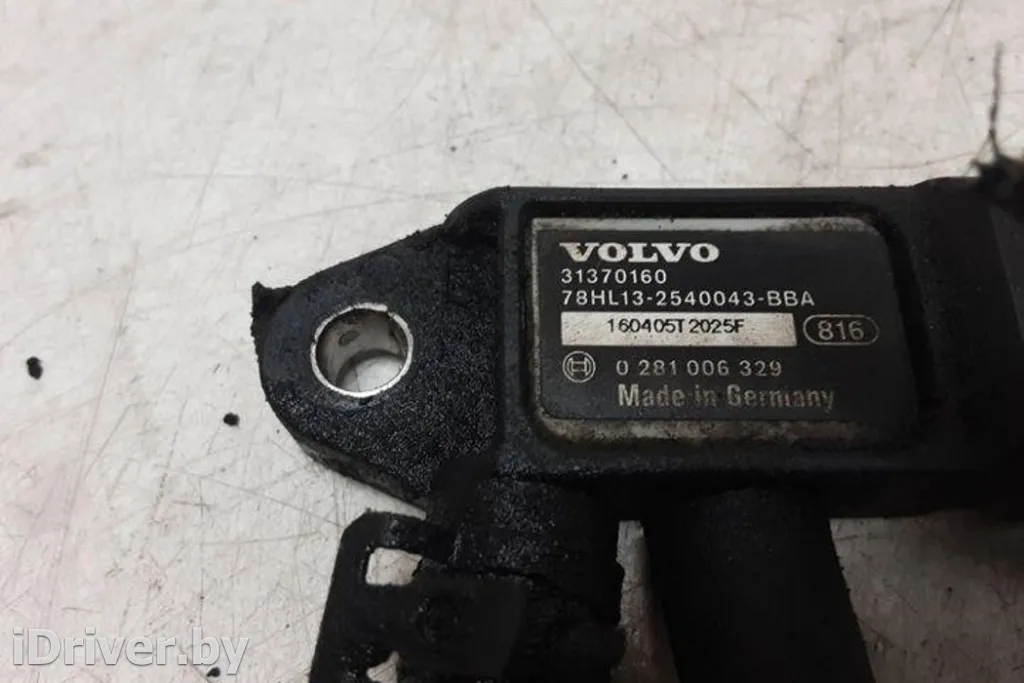 VOLVO
31370160
78HL13-2540043-BBA
160405T2025F
816
0 281 006 329
Made in Germany
iDriver.by